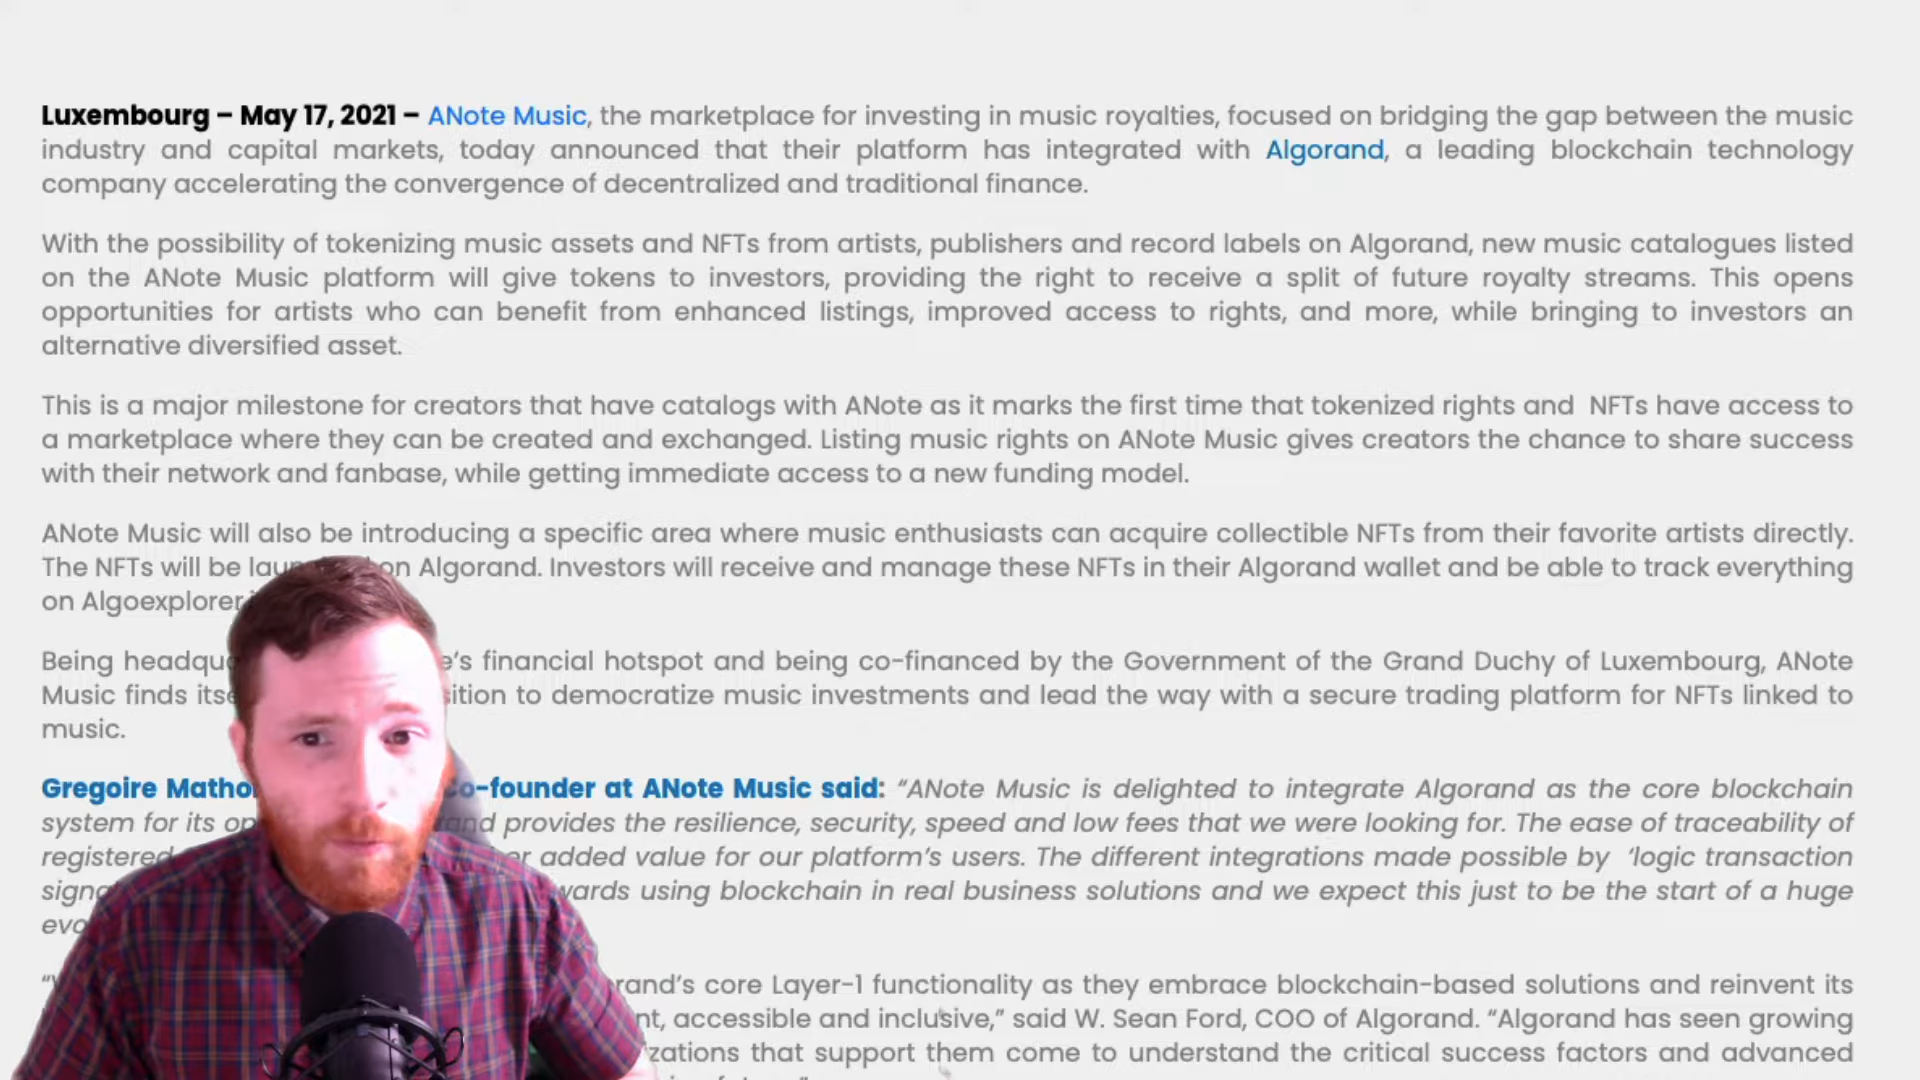 Luxembourg – May 17, 2021 – ANote Music, the marketplace for investing in music royalties, focused on bridging the gap between the music
industry and capital markets, today announced that their platform has integrated with Algorand, a leading blockchain technology
company accelerating the convergence of decentralized and traditional finance.
With the possibility of tokenizing music assets and NFTs from artists, publishers and record labels on Algorand, new music catalogues listed
on the ANote Music platform will give tokens to investors, providing the right to receive a split of future royalty streams. This opens
opportunities for artists who can benefit from enhanced listings, improved access to rights, and more, while bringing to investors an
alternative diversified asset.
This is a major milestone for creators that have catalogs with ANote as it marks the first time that tokenized rights and NFTs have access to
a marketplace where they can be created and exchanged. Listing music rights on ANote Music gives creators the chance to share success
with their network and fanbase, while getting immediate access to a new funding model.
ANote Music will also be introducing a specific area where music enthusiasts can acquire collectible NFTs from their favorite artists directly.
The NFTs will be on Algorand. Investors will receive and manage these NFTs in their Algorand wallet and be able to track everything
on Algoexplorer
Being financial hotspot and being co-financed by the Government of the Grand Duchy of Luxembourg, ANote
Music finds to democratize music investments and lead the way with a secure trading platform for NFTs linked to
music.
Gregoire Co-founder at ANote Music said: “ANote Music is delighted to integrate Algorand as the core blockchain
system for its provides the resilience, security, speed and low fees that we were looking for. The ease of traceability of
registered added value for our platform’s users. The different integrations made possible by ‘logic transaction
using blockchain in real business solutions and we expect this just to be the start of a huge
core Layer-1 functionality as they embrace blockchain-based solutions and reinvent its
accessible and inclusive,” said W. Sean Ford, COO of Algorand. “Algorand has seen growing
that support them come to understand the critical success factors and advanced